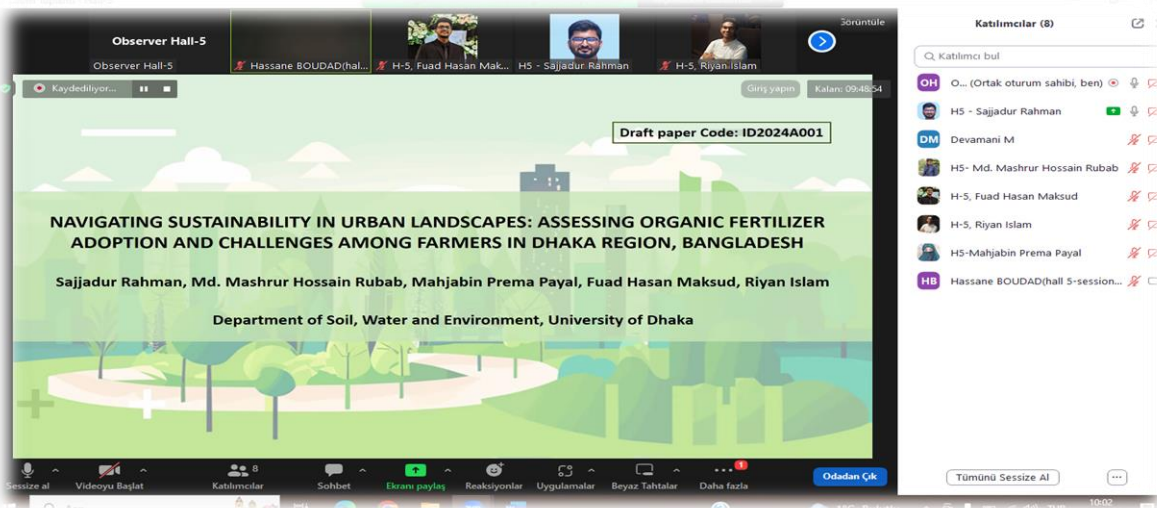 Observer Hall-5
Görüntüle
Observer Hall-5
Hassane BOUDAD(hal...
H-5, Fuad Hasan Mak...
H5 - Sajjadur Rahman
H-5, Riyan Islam
Kaydediliyor...
Giriş yapın
Kalan: 09:48:54
Draft paper Code: ID2024A001
NAVIGATING SUSTAINABILITY IN URBAN LANDSCAPES: ASSESSING ORGANIC FERTILIZER
ADOPTION AND CHALLENGES AMONG FARMERS IN DHAKA REGION, BANGLADESH
Sajjadur Rahman, Md. Mashrur Hossain Rubab, Mahjabin Prema Payal, Fuad Hasan Maksud, Riyan Islam
Department of Soil, Water and Environment, University of Dhaka
Sessize al
Videoyu Başlat
8
Katılımcılar
Sohbet
Ekranı paylaş
Reaksiyonlar
Uygulamalar
Beyaz Tahtalar
1
Daha fazla
Odadan Çık
Katılımcılar (8)
Katılımcı bul
OH
O... (Ortak oturum sahibi, ben)
H5 - Sajjadur Rahman
DM
Devamani M
H5- Md. Mashrur Hossain Rubab
H-5, Fuad Hasan Maksud
H-5, Riyan Islam
H5-Mahjabin Prema Payal
HB
Hassane BOUDAD(hall 5-session...
Tümünü Sessize Al
10:02